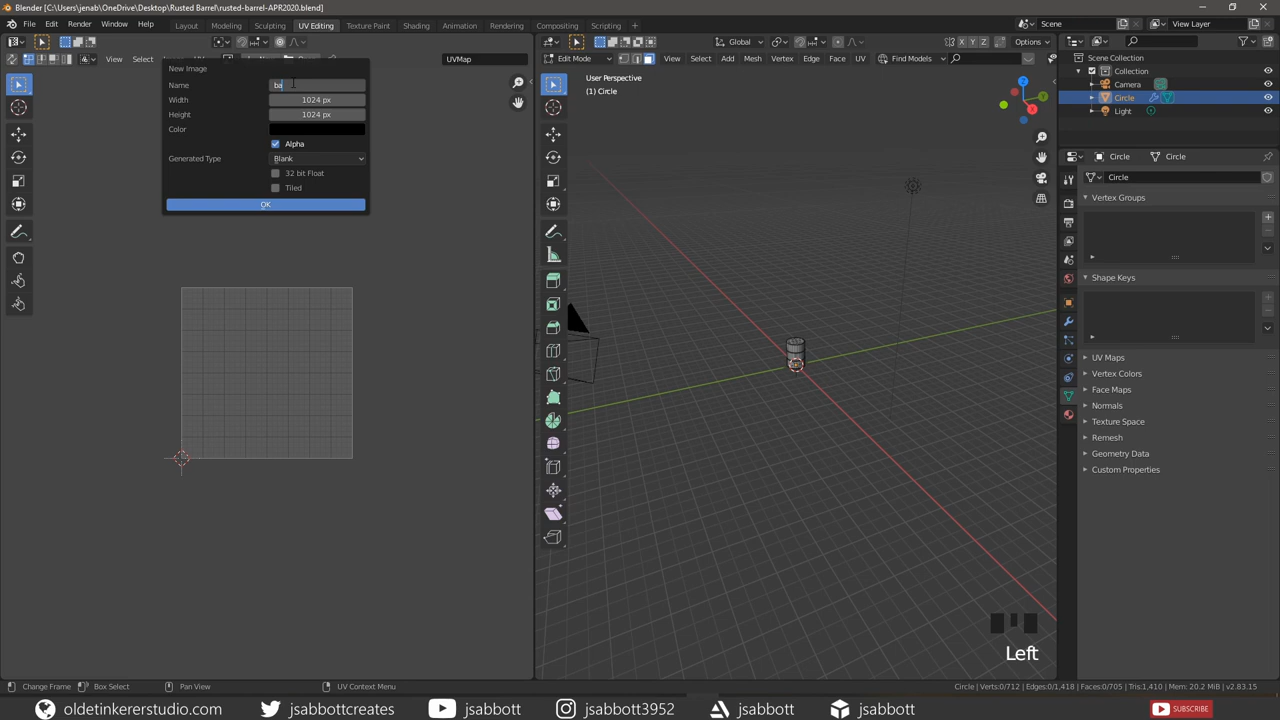 Blender [C:\Users\jenab\OneDrive\Desktop\Rusted Barrel\rusted-barrel-APR2020.blend]
File Edit Render Window Help Layout Modeling Sculpting UV Editing Texture Paint Shading Animation Rendering Compositing Scripting + Scene View Layer
View Select UVMap
Global Options
Edit Mode View Select Add Mesh Vertex Edge Face UV Find Models
New Image
Name ba
Width 1024 px
Height 1024 px
Color
Alpha
Generated Type Blank
32 bit Float
Tiled
OK
User Perspective
(1) Circle
X Y Z
Z
Y
X
Scene Collection
Collection
Camera
Circle
Light
Circle Circle
Circle
Vertex Groups
Shape Keys
UV Maps
Vertex Colors
Face Maps
Normals
Texture Space
Remesh
Geometry Data
Custom Properties
Left
Change Frame Box Select Pan View UV Context Menu Circle | Verts:0/712 | Edges:0/1,418 | Faces:0/705 | Tris:1,410 | Mem: 20.2 MiB | v2.83.15
oldetinkererstudio.com jsabbottcreates jsabbott jsabbott3952 jsabbott jsabbott SUBSCRIBE